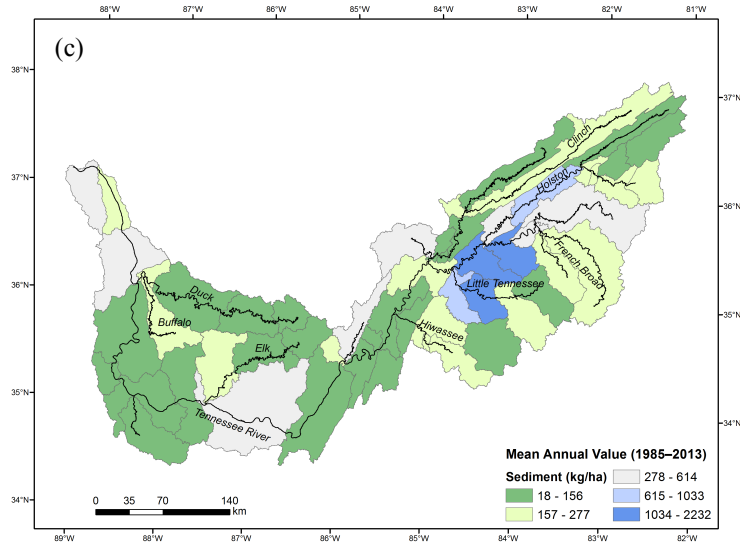 88°W 87°W 86°W 85°W 84°W 83°W 82°W 81°W
(c)
38°N
37°N
Clinch
37°N
Holston
36°N
French Broad
36°N
Duck
Little Tennessee
Buffalo
Hiwassee
35°N
Elk
35°N
Tennessee River
34°N
Mean Annual Value (1985–2013)
Sediment (kg/ha)
278 - 614
18 - 156
615 - 1033
157 - 277
1034 - 2232
0 35 70 140
km
34°N
89°W 88°W 87°W 86°W 85°W 84°W 83°W 82°W